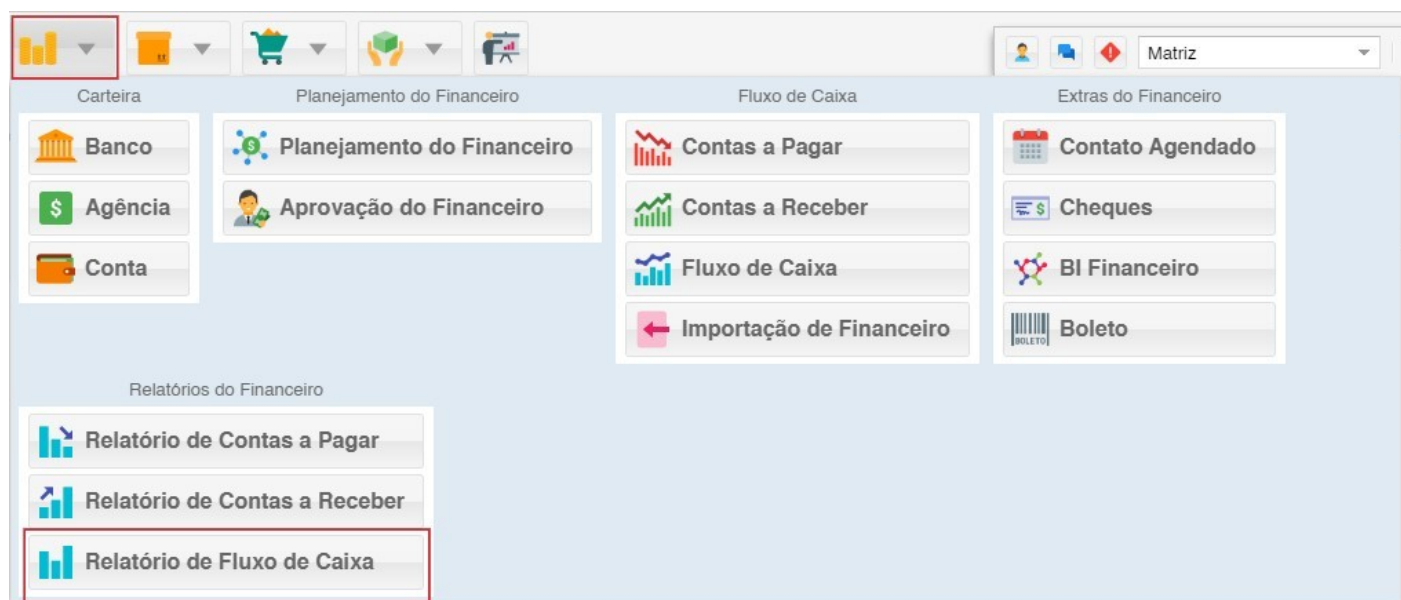 Matriz
Carteira
Planejamento do Financeiro
Fluxo de Caixa
Extras do Financeiro
Banco
Agência
Conta
Planejamento do Financeiro
Aprovação do Financeiro
Contas a Pagar
Contas a Receber
Fluxo de Caixa
Importação de Financeiro
Contato Agendado
Cheques
BI Financeiro
BOLETO
Boleto
Relatórios do Financeiro
Relatório de Contas a Pagar
Relatório de Contas a Receber
Relatório de Fluxo de Caixa